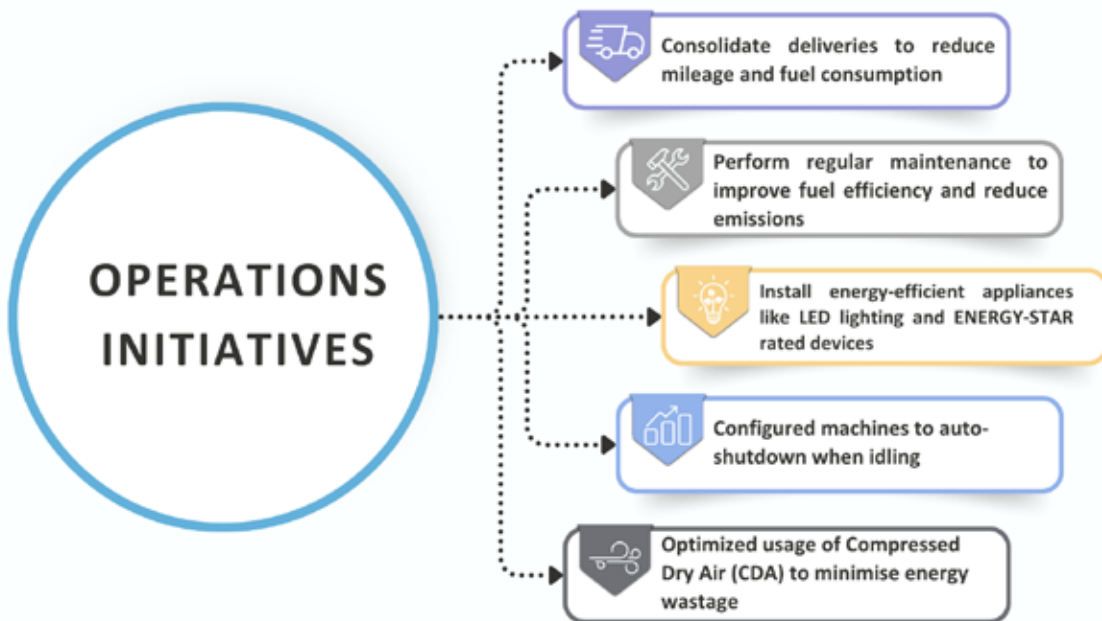 OPERATIONS
INITIATIVES
Consolidate deliveries to reduce
mileage and fuel consumption
Perform regular maintenance to
improve fuel efficiency and reduce
emissions
Install energy-efficient appliances
like LED lighting and ENERGY-STAR
rated devices
Configured machines to auto-
shutdown when idling
Optimized usage of Compressed
Dry Air (CDA) to minimise energy
wastage